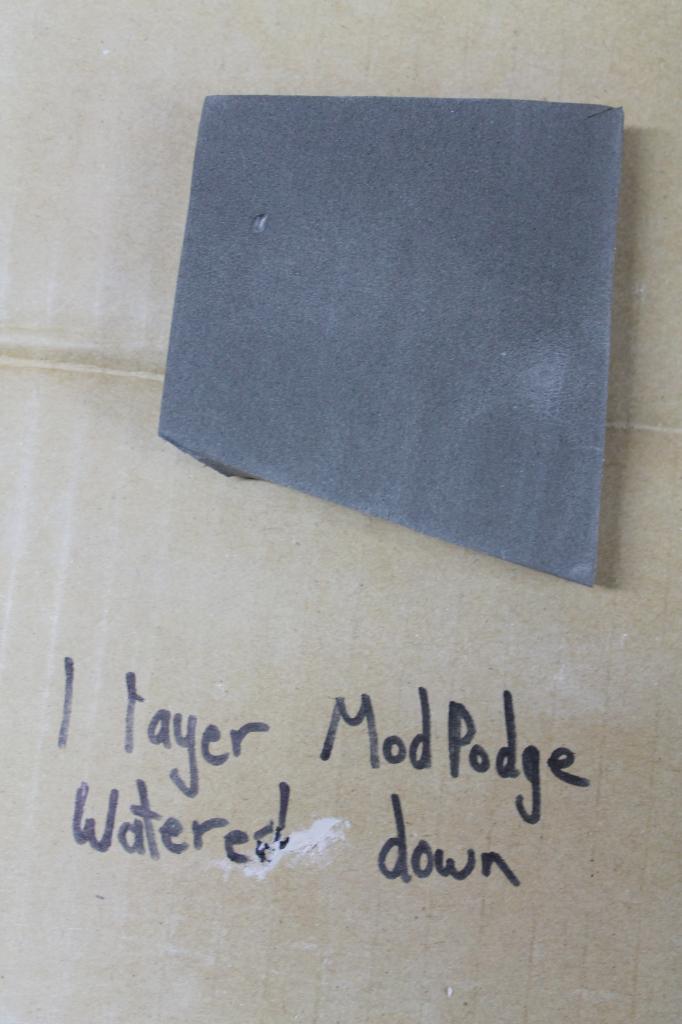 1 layer ModPodge
Watered down